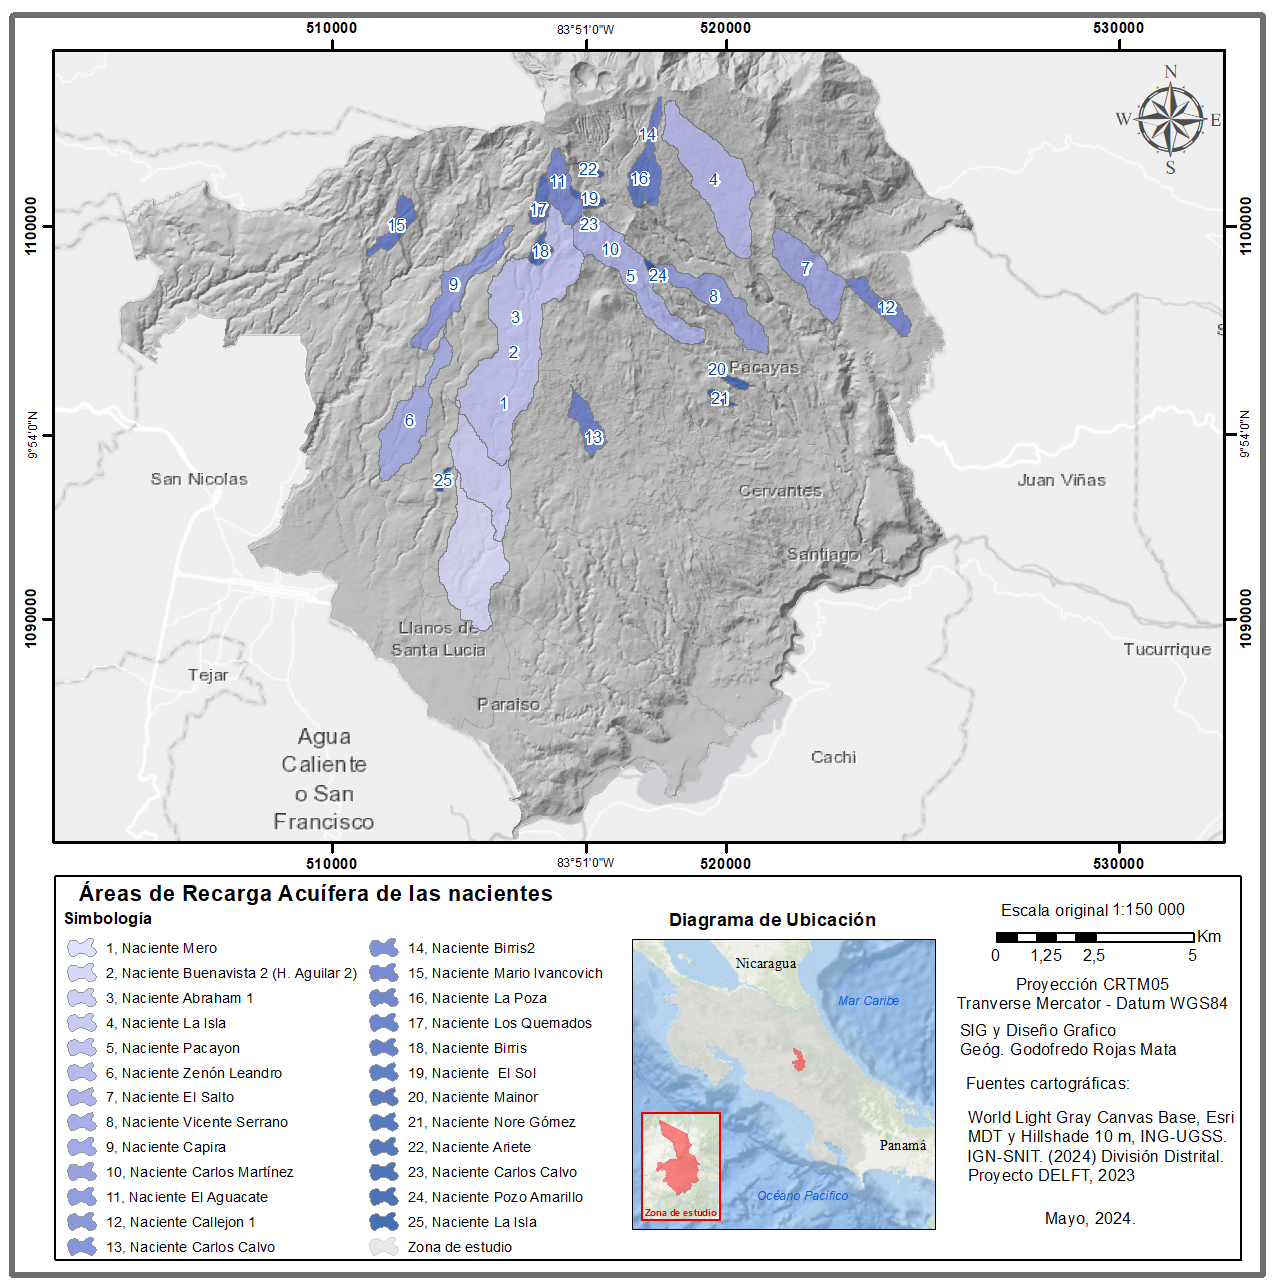 510000
83°51'0"W
520000
530000
N
W
E
S
14
22
11
16
4
19
17
15
23
18
10
1100000
1100000
7
5
24
9
8
12
3
2
20
Pacayas
21
1
6
13
9°54'0"N
9°54'0"N
25
San Nicolas
Juan Viñas
Cervantes
Santiago
1090000
1090000
Llanos de
Santa Lucia
Tucurrique
Tejar
Paraiso
Agua
Caliente
o San
Francisco
Cachi
510000
83°51'0"W
520000
530000
Áreas de Recarga Acuífera de las nacientes
Simbología
1, Naciente Mero
2, Naciente Buenavista 2 (H. Aguilar 2)
3, Naciente Abraham 1
4, Naciente La Isla
5, Naciente Pacayon
6, Naciente Zenón Leandro
7, Naciente El Salto
8, Naciente Vicente Serrano
9, Naciente Capira
10, Naciente Carlos Martínez
11, Naciente El Aguacate
12, Naciente Callejon 1
13, Naciente Carlos Calvo
14, Naciente Birris2
15, Naciente Mario Ivancovich
16, Naciente La Poza
17, Naciente Los Quemados
18, Naciente Birris
19, Naciente  El Sol
20, Naciente Mainor
21, Naciente Nore Gómez
22, Naciente Ariete
23, Naciente Carlos Calvo
24, Naciente Pozo Amarillo
25, Naciente La Isla
Zona de estudio
Diagrama de Ubicación
Nicaragua
Mar Caribe
Panamá
Océano Pacífico
Zona de estudio
Escala original 1:150 000
Km
0 1,25 2,5 5
Proyección CRTM05
Tranverse Mercator - Datum WGS84
SIG y Diseño Grafico
Geóg. Godofredo Rojas Mata
Fuentes cartográficas:
World Light Gray Canvas Base, Esri
MDT y Hillshade 10 m, ING-UGSS.
IGN-SNIT. (2024) División Distrital.
Proyecto DELFT, 2023
Mayo, 2024.